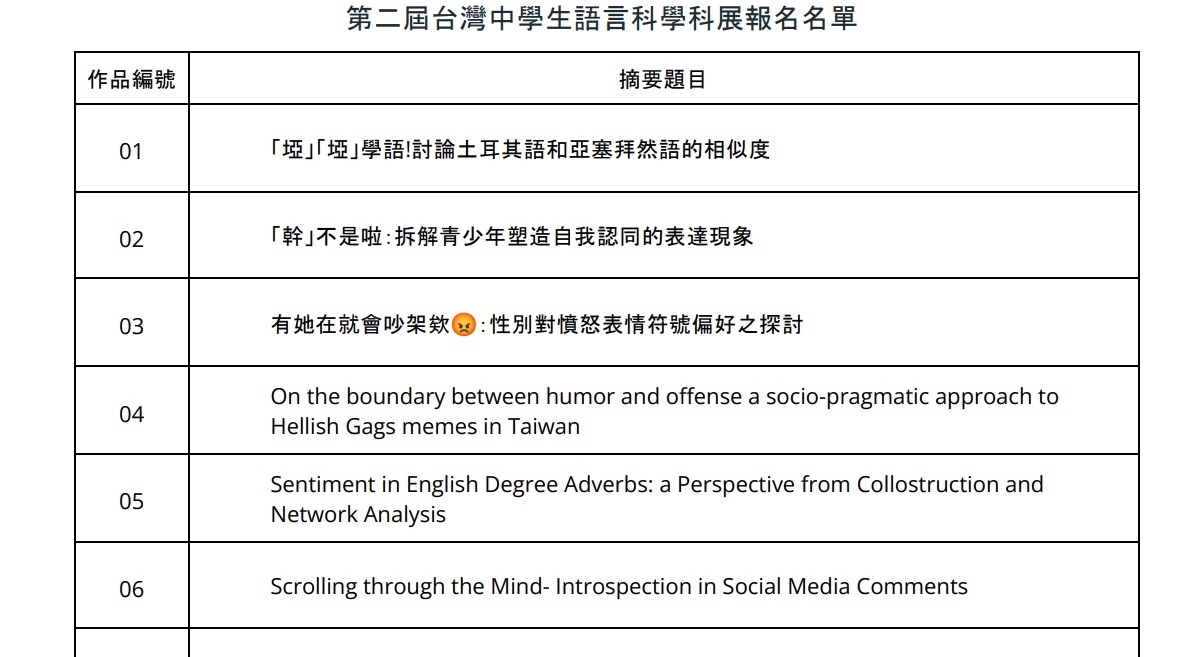 第二屆台灣中學生語言科學科展報名名單
作品編號
摘要題目
01
「埡」「埡」學語!討論土耳其語和亞塞拜然語的相似度
02
「幹」不是啦:拆解青少年塑造自我認同的表達現象
03
有她在就會吵架欸😡:性別對憤怒表情符號偏好之探討
04
On the boundary between humor and offense a socio-pragmatic approach to
Hellish Gags memes in Taiwan
05
Sentiment in English Degree Adverbs: a Perspective from Collostruction and
Network Analysis
06
Scrolling through the Mind- Introspection in Social Media Comments